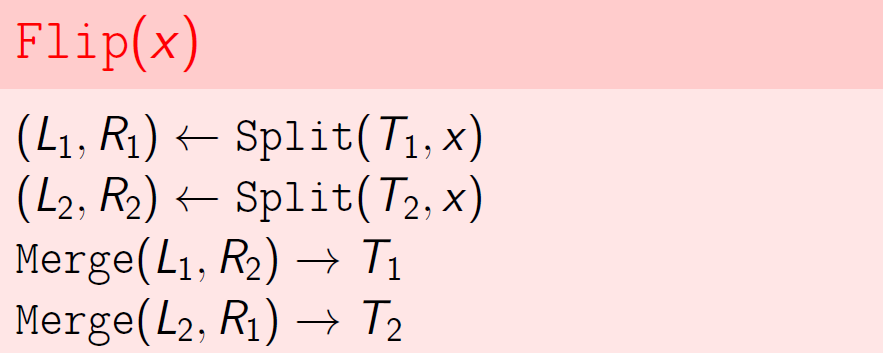 Flip(x)
(L₁, R₁) ← Split(T₁, x)
(L₂, R₂) ← Split(T₂, x)
Merge(L₁, R₂) → T₁
Merge(L₂, R₁) → T₂